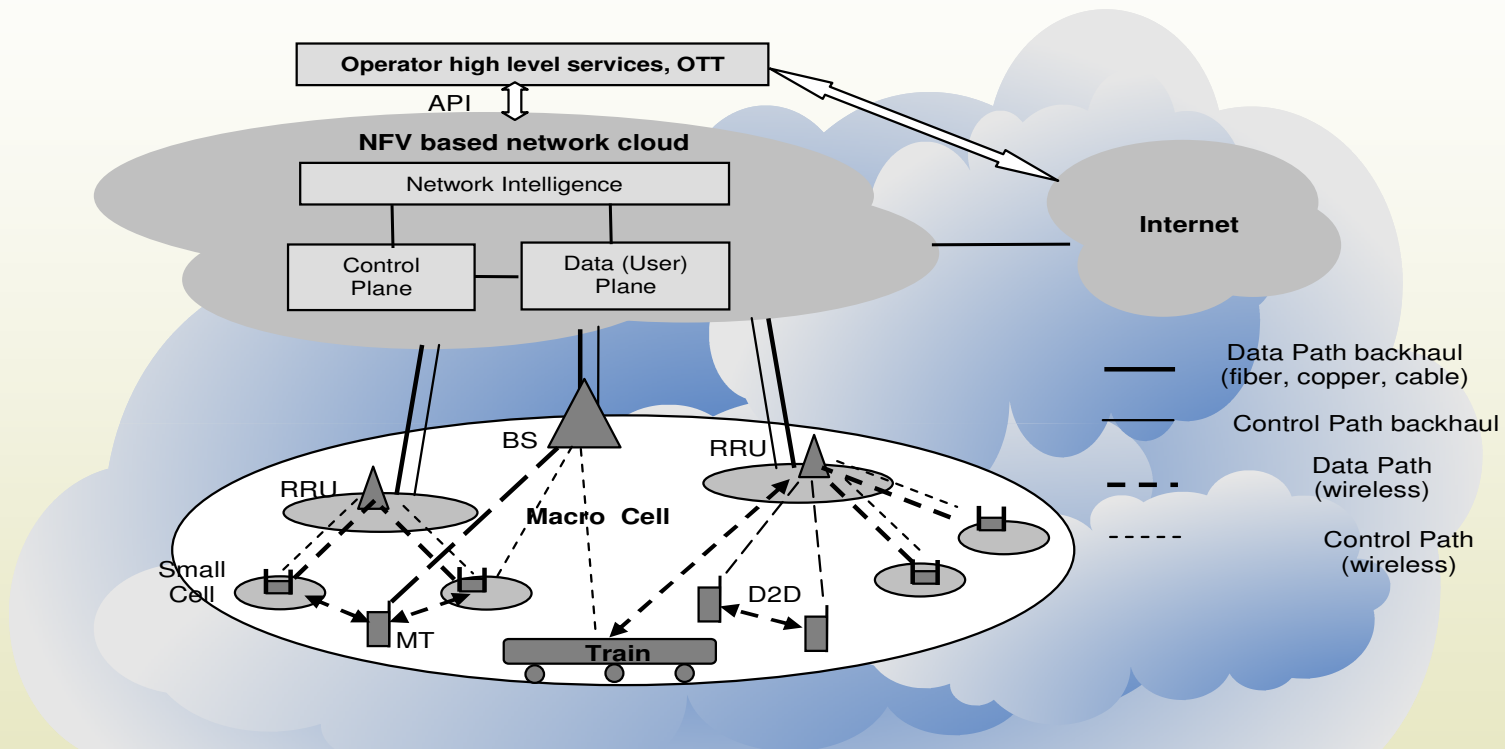 Operator high level services, OTT
API
NFV based network cloud
Network Intelligence
Control
Plane
Data (User)
Plane
Internet
Data Path backhaul
(fiber, copper, cable)
Control Path backhaul
Data Path
(wireless)
Control Path
(wireless)
BS
RRU
RRU
Macro Cell
Small
Cell
MT
D2D
Train